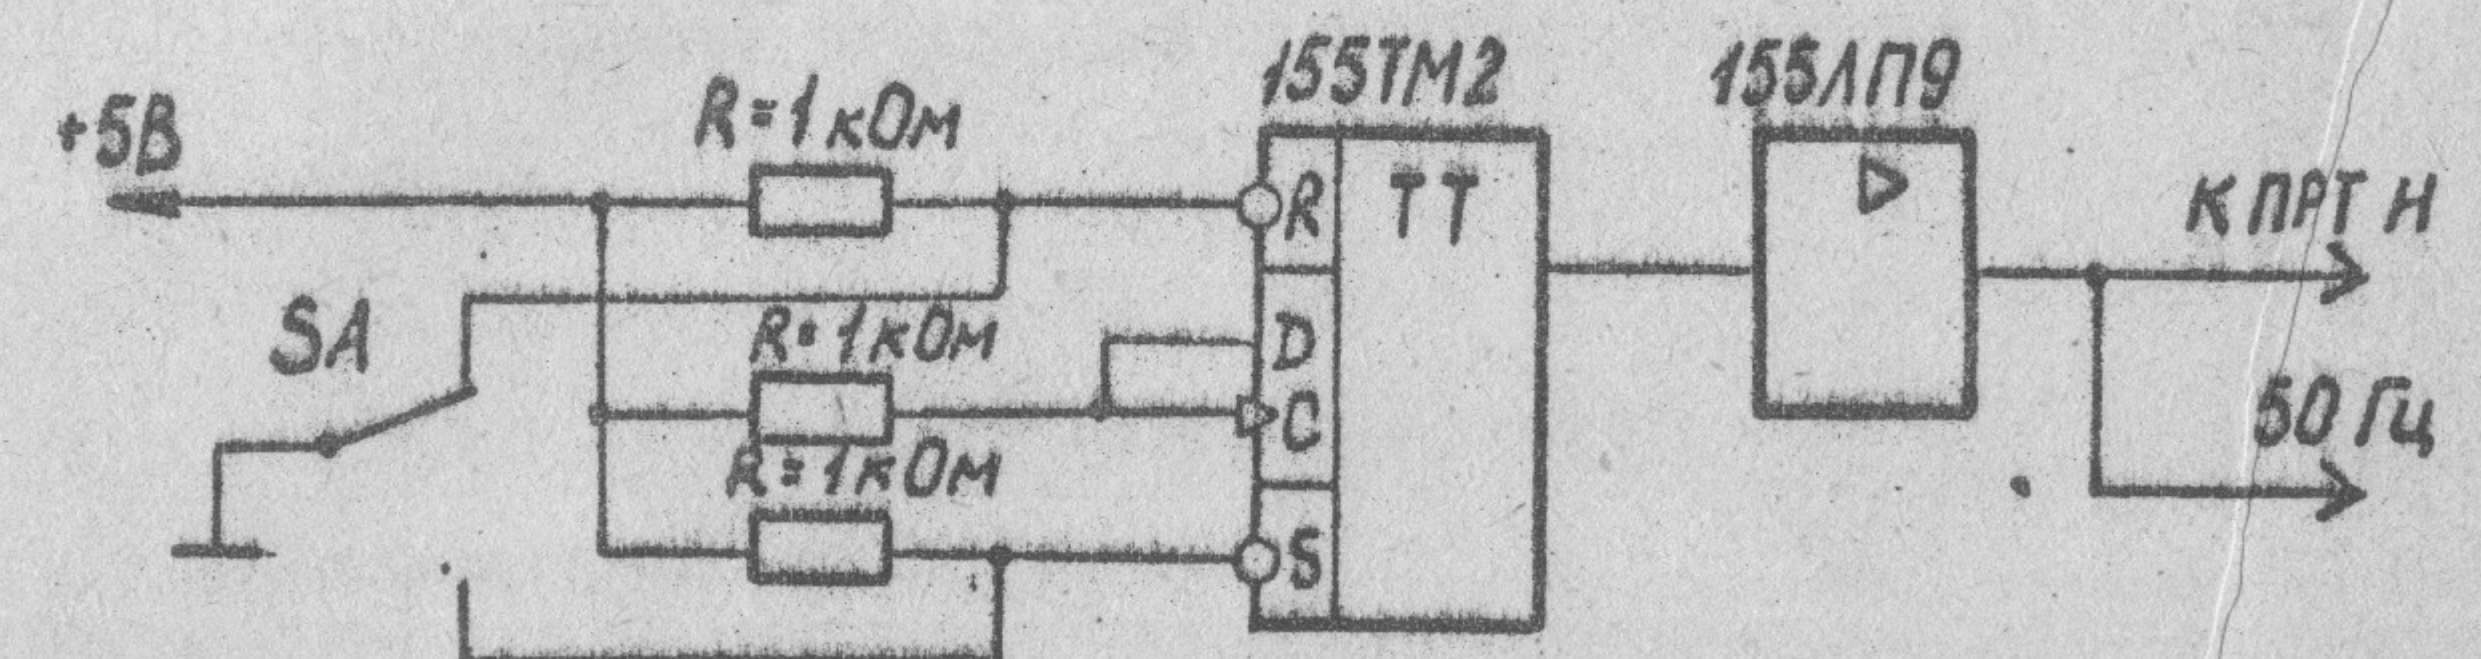 155ТМ2
155ЛП9
+5В
R=1кОм
R
ТТ
К ПРТ Н
SA
R=1кОм
D
C
50 Гц
R=1кОм
S